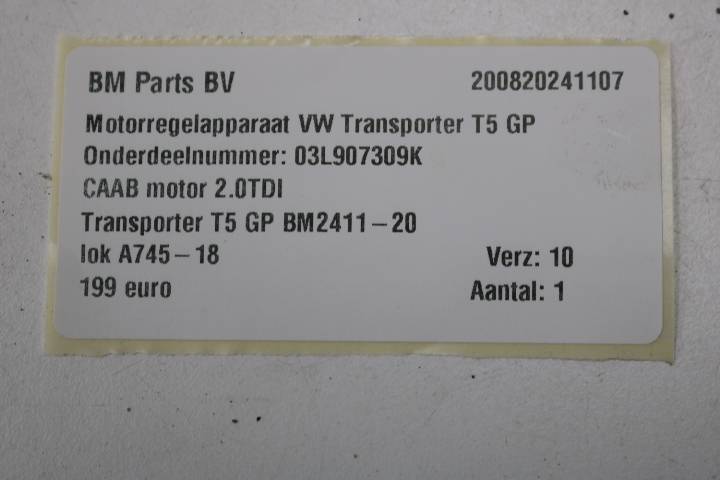 BM Parts BV 200820241107
Motorregelapparaat VW Transporter T5 GP
Onderdeelnummer: 03L907309K
CAAB motor 2.0TDI
Transporter T5 GP BM2411-20
lok A745-18 Verz: 10
199 euro Aantal: 1